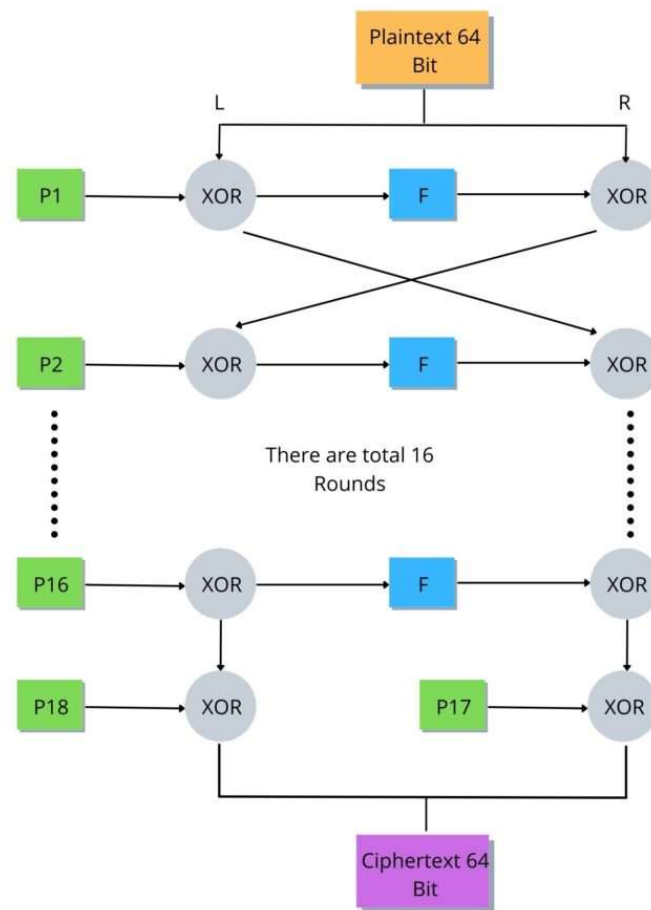 Plaintext 64
Bit
L
R
P1
XOR
F
XOR
P2
XOR
F
XOR
There are total 16
Rounds
P16
XOR
F
XOR
P18
XOR
P17
XOR
Ciphertext 64
Bit